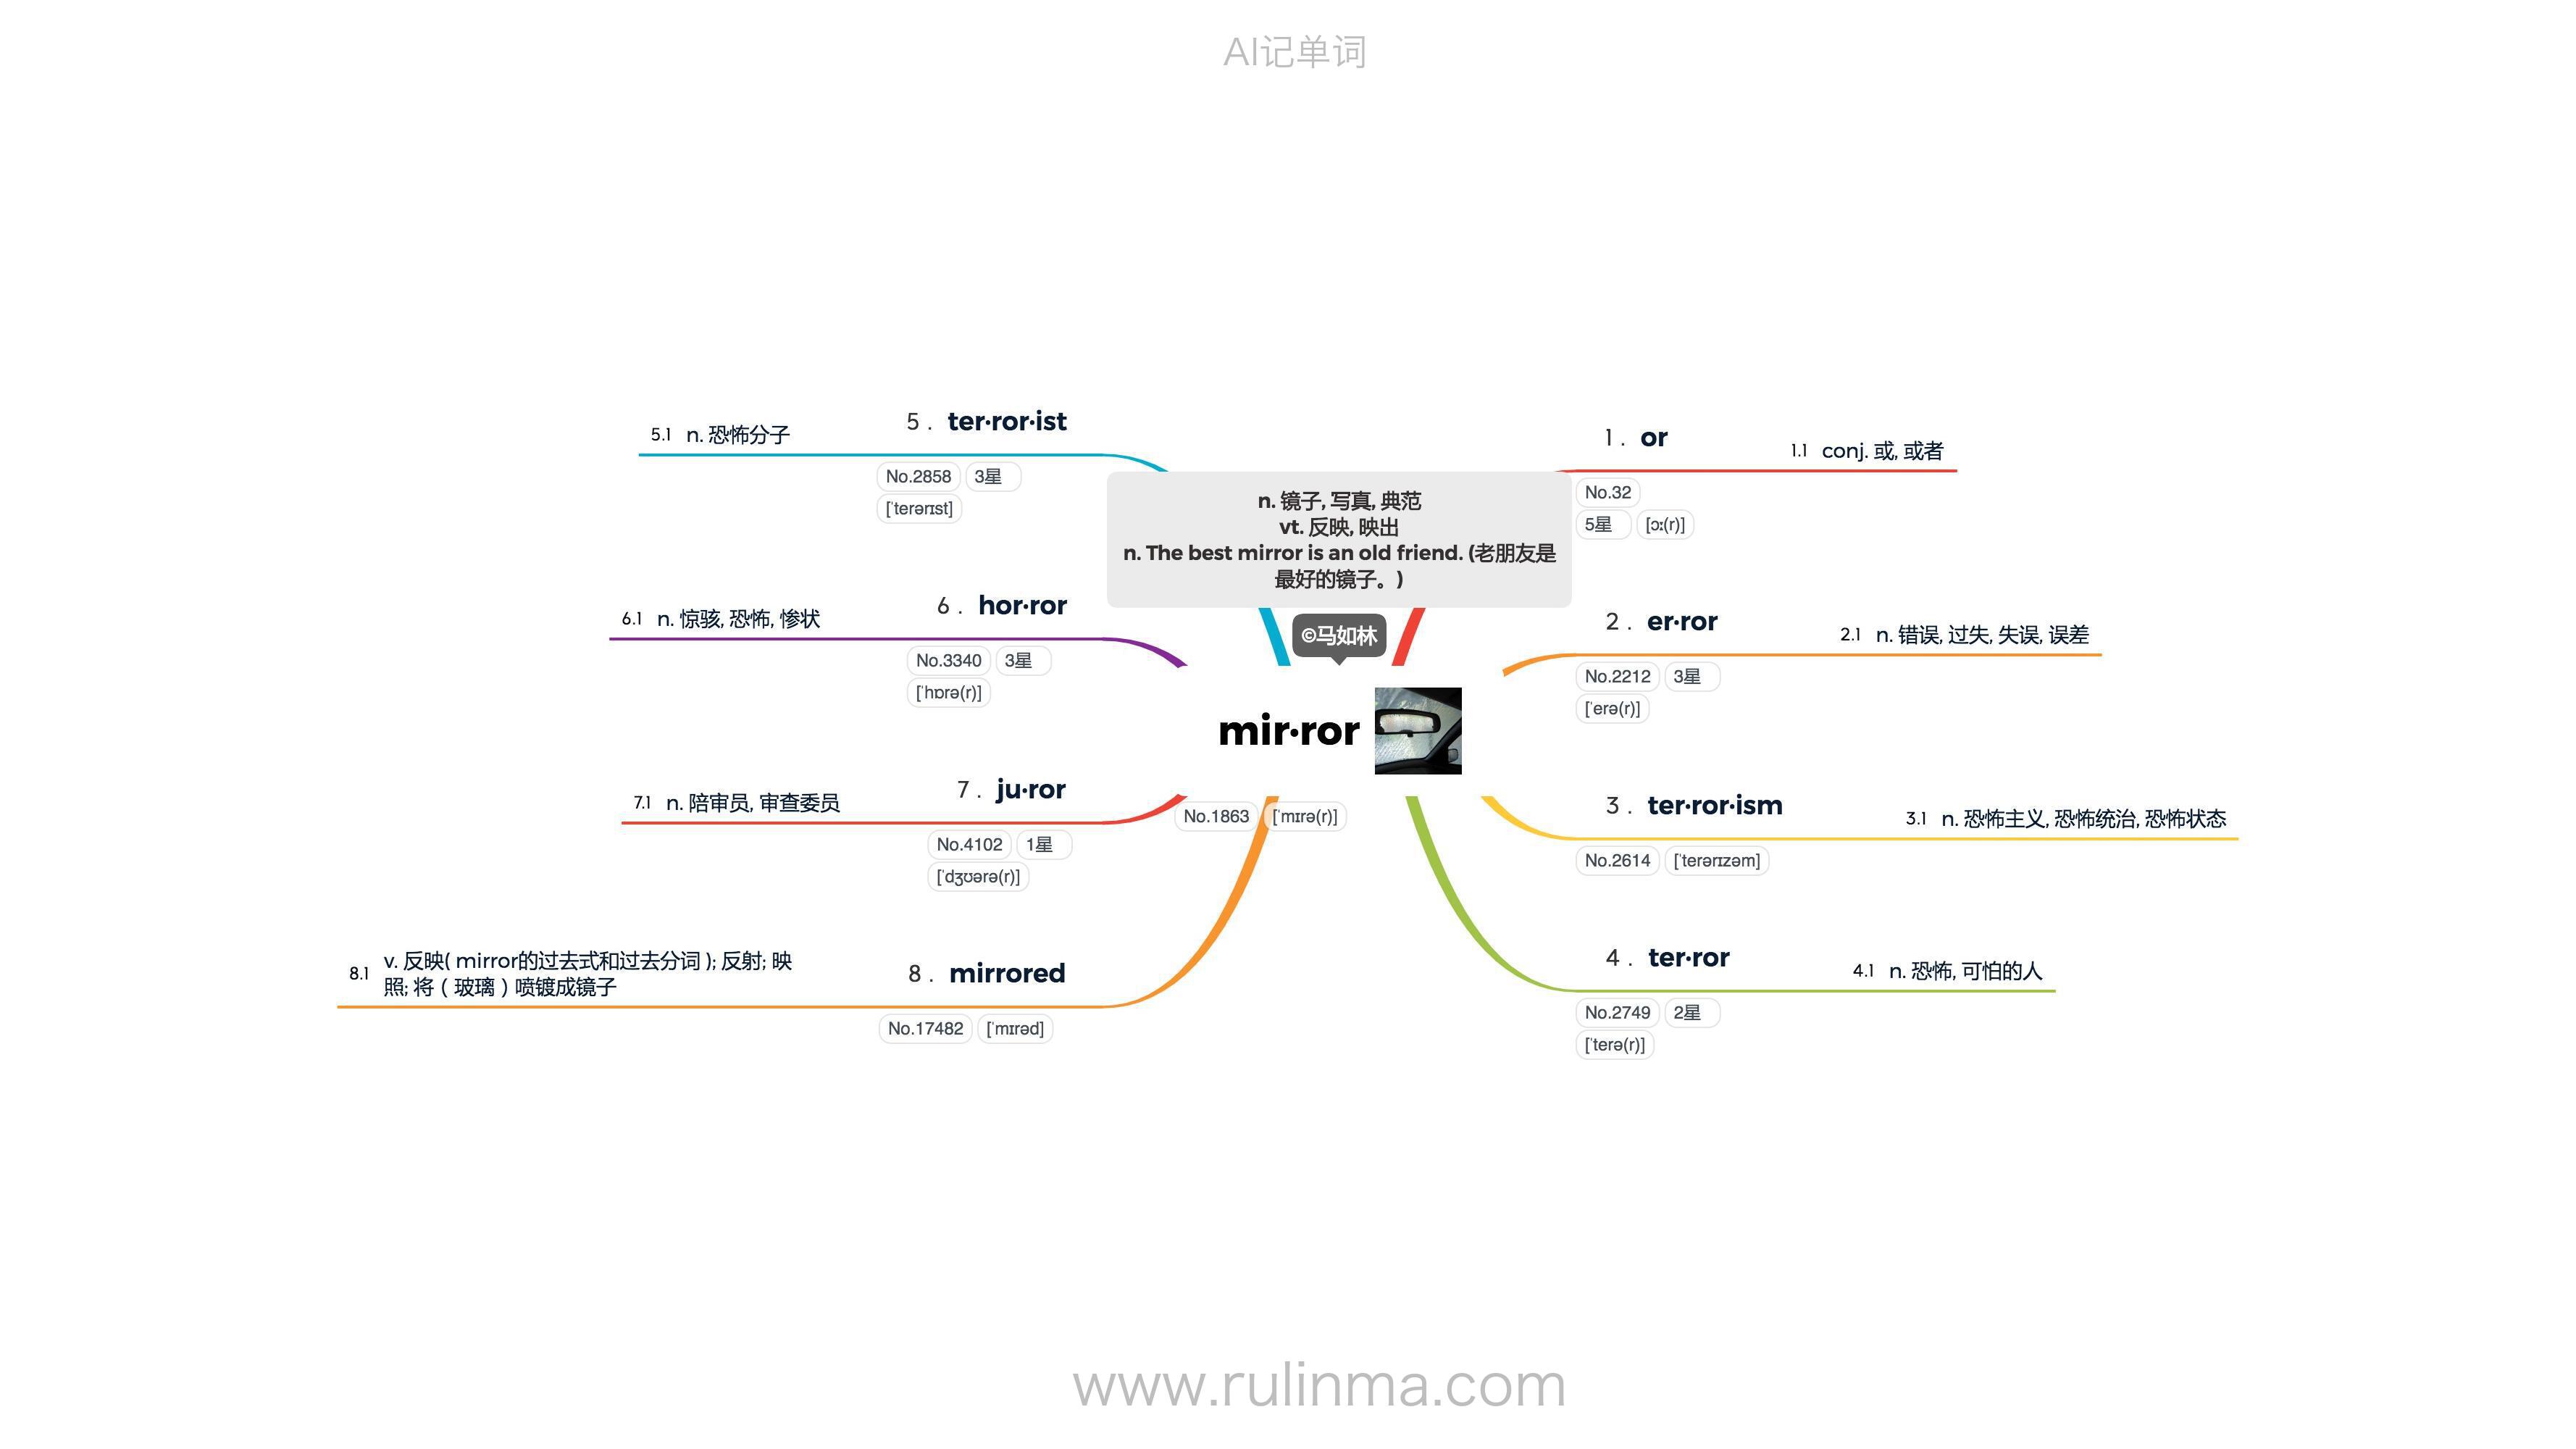 AI记单词
n. 镜子, 写真, 典范
vt. 反映, 映出
n. The best mirror is an old friend. (老朋友是
最好的镜子。)
©马如林
mir·ror
No.1863 [ˈmɪrə(r)]
1 . or
1.1 conj. 或, 或者
No.32
5星 [ɔː(r)]
2 . er·ror
2.1 n. 错误, 过失, 失误, 误差
No.2212 3星
[ˈerə(r)]
3 . ter·ror·ism
3.1 n. 恐怖主义, 恐怖统治, 恐怖状态
No.2614 [ˈterərɪzəm]
4 . ter·ror
4.1 n. 恐怖, 可怕的人
No.2749 2星
[ˈterə(r)]
5 . ter·ror·ist
5.1 n. 恐怖分子
No.2858 3星
[ˈterərɪst]
6 . hor·ror
6.1 n. 惊骇, 恐怖, 惨状
No.3340 3星
[ˈhɒrə(r)]
7 . ju·ror
7.1 n. 陪审员, 审查委员
No.4102 1星
[ˈdʒʊərə(r)]
8 . mirrored
8.1 v. 反映( mirror的过去式和过去分词 ); 反射; 映
照; 将（玻璃）喷镀成镜子
No.17482 [ˈmɪrəd]
www.rulinma.com